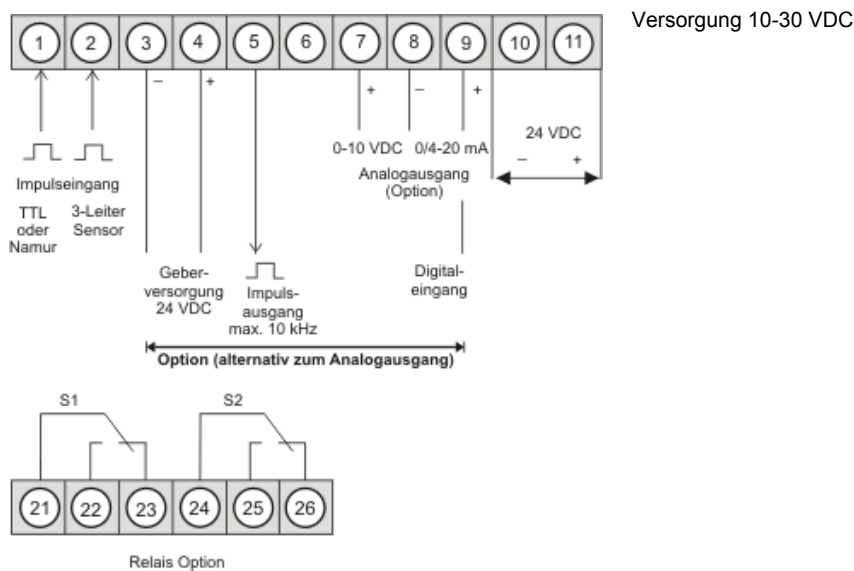 Versorgung 10-30 VDC
1 2 3 4 5 6 7 8 9 10 11
– + + – +
24 VDC
– +
0-10 VDC 0/4-20 mA
Analogausgang
(Option)
Impulseingang
TTL
oder
Namur
3-Leiter
Sensor
Geber-
versorgung
24 VDC
Impuls-
ausgang
max. 10 kHz
Digital-
eingang
Option (alternativ zum Analogausgang)
S1 S2
21 22 23 24 25 26
Relais Option